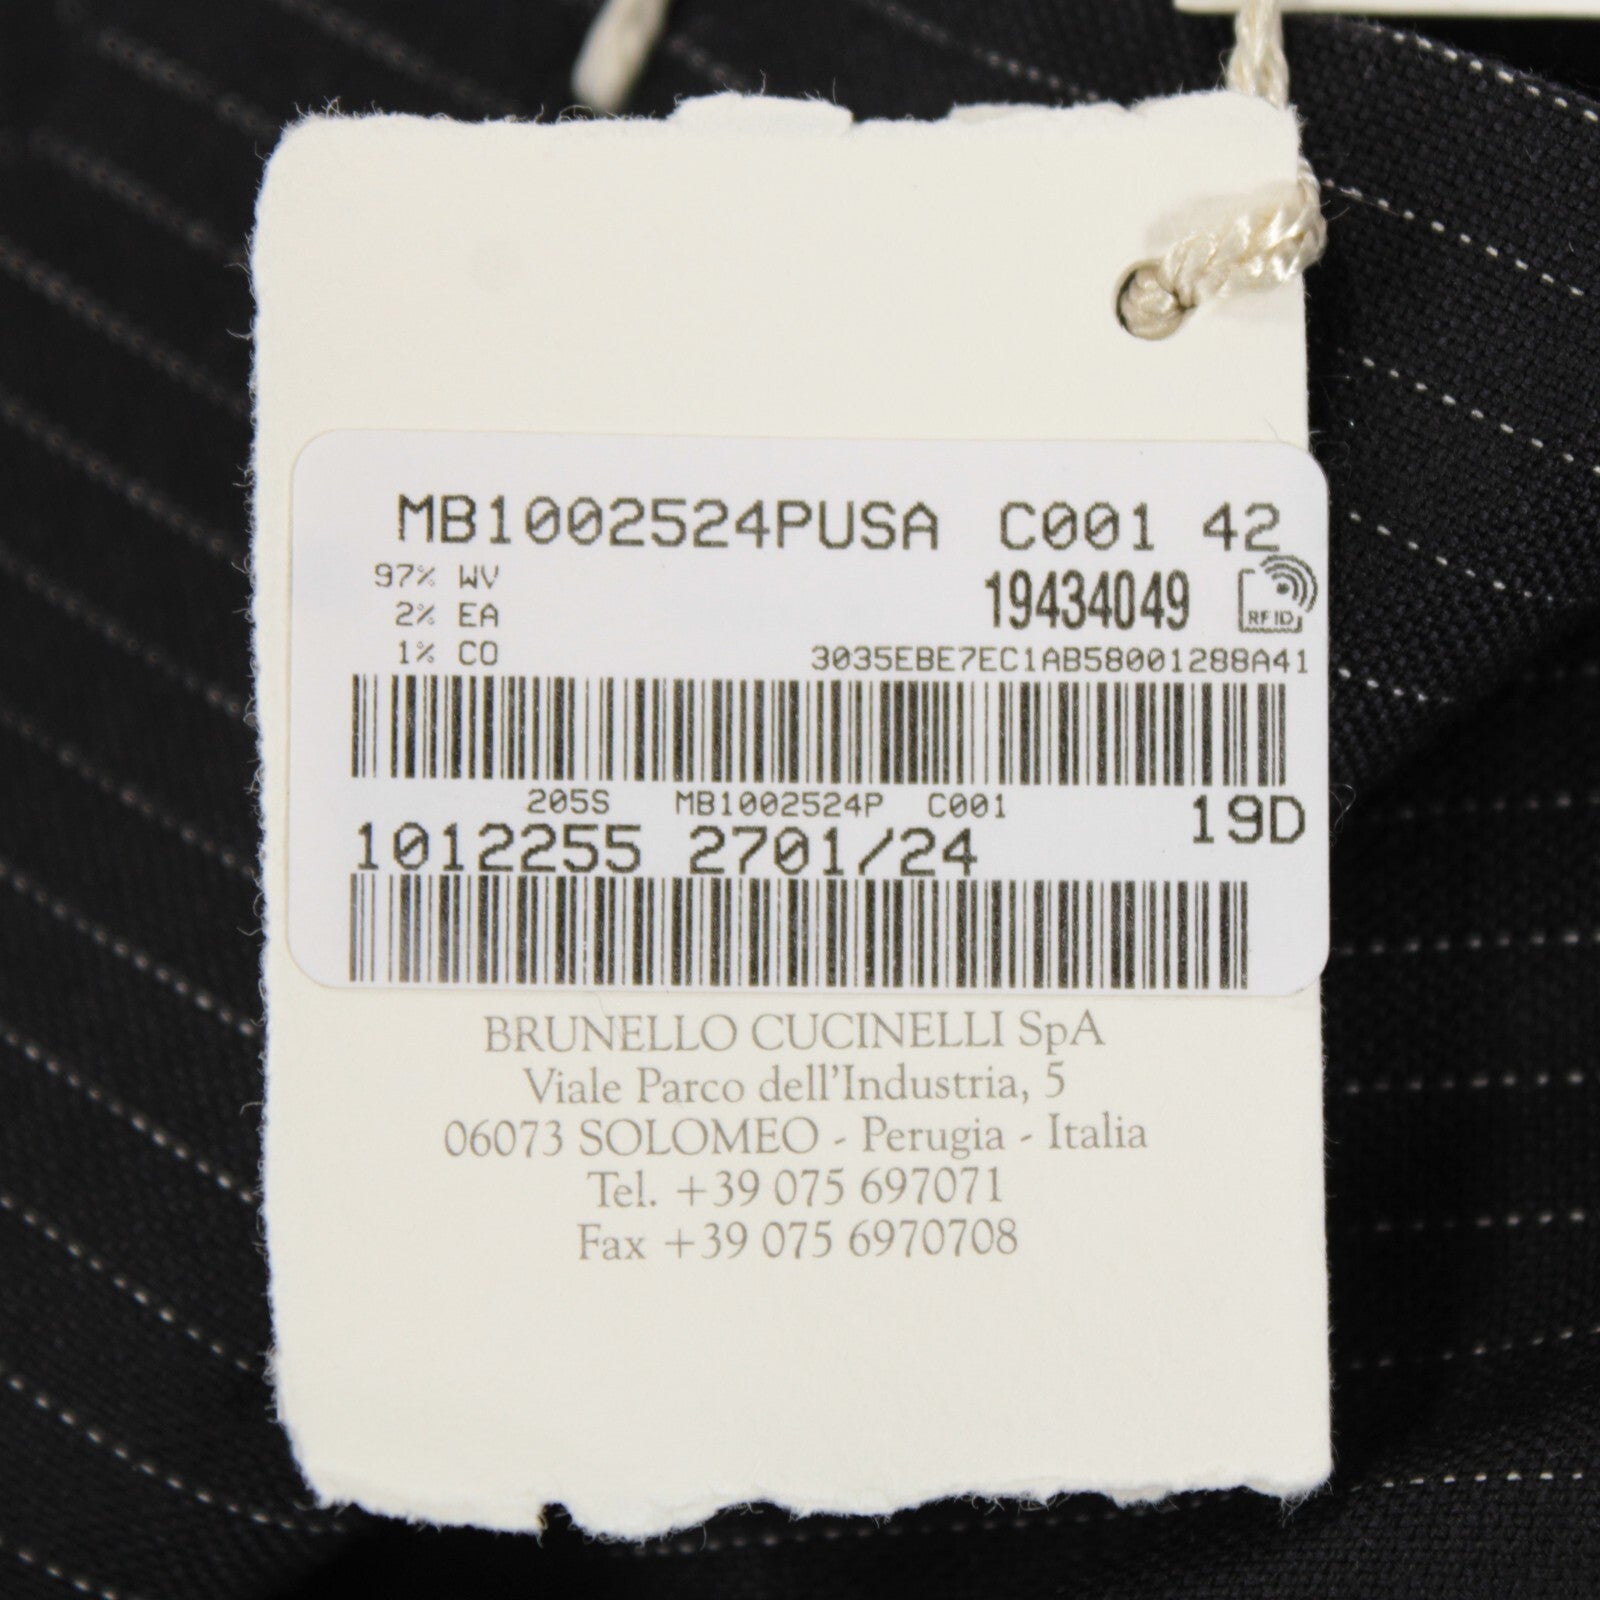 MB1002524PUSA C001 42
97% WV
2% EA
1% CO
19434049
RFID
3035EBE7EC1AB58001288A41
205S MB1002524P C001
19D
1012255 2701/24
BRUNELLO CUCINELLI SpA
Viale Parco dell'Industria, 5
06073 SOLOMEO - Perugia - Italia
Tel. +39 075 697071
Fax +39 075 6970708